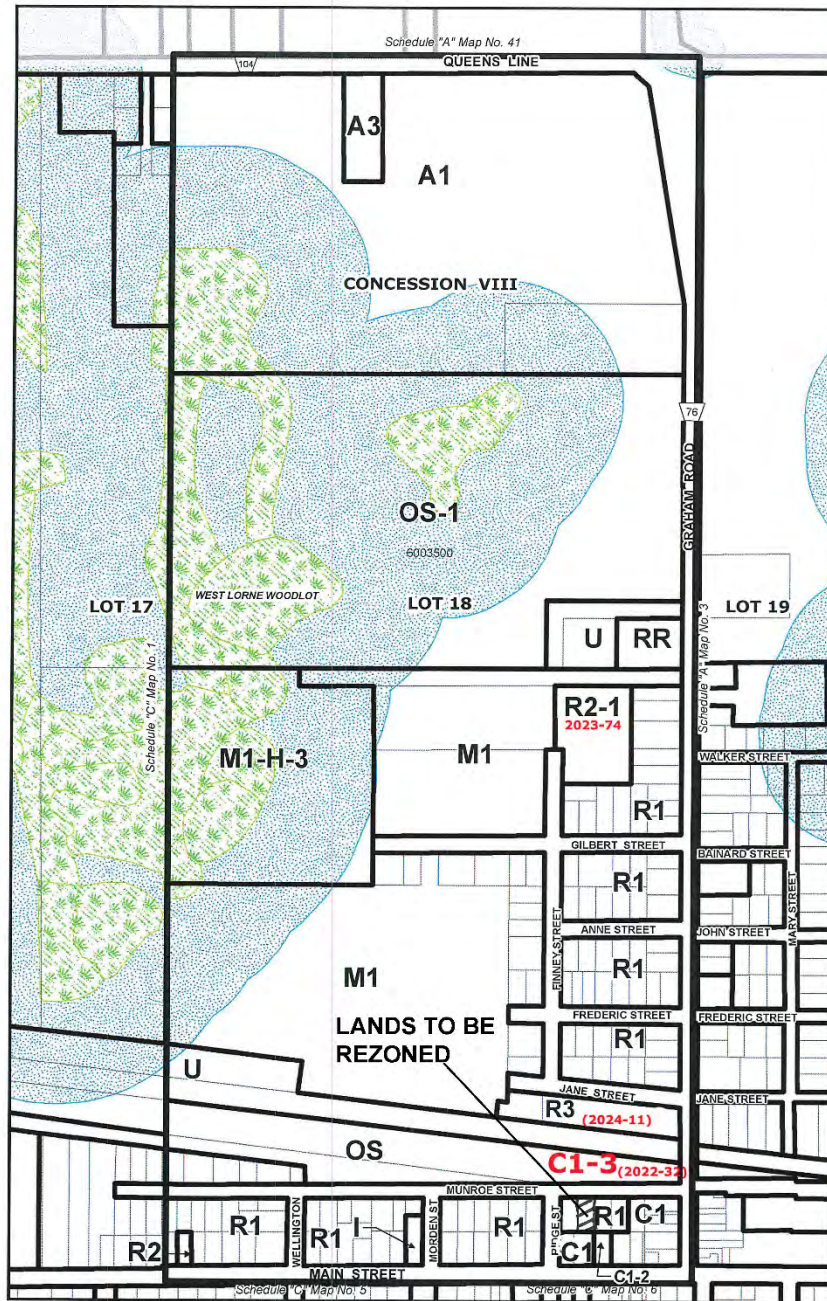 Schedule "A" Map No. 41
QUEENS LINE
104
A3
A1
CONCESSION VIII
76
GRAHAM ROAD
OS-1
6003500
WEST LORNE WOODLOT
LOT 17
LOT 18
LOT 19
U
RR
Schedule "C" Map No. 1
Schedule "A" Map No. 3
R2-1
2023-74
M1-H-3
M1
WALKER STREET
R1
GILBERT STREET
BAINARD STREET
R1
MARY STREET
ANNE STREET
JOHN STREET
FINNEY STREET
R1
M1
FREDERIC STREET
FREDERIC STREET
LANDS TO BE
REZONED
R1
U
JANE STREET
JANE STREET
R3 (2024-11)
OS
C1-3 (2022-32)
MUNROE STREET
R1
WELLINGTON
R1
I
MORDEN ST
R1
R1
C1
R2
C1
C1-2
MAIN STREET
Schedule "C" Map No. 5
Schedule "C" Map No. 6